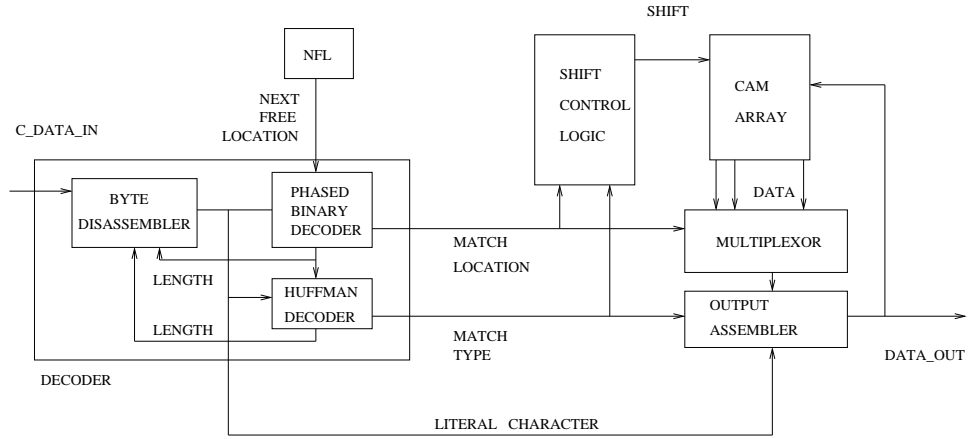 SHIFT
NFL
SHIFT
CONTROL
LOGIC
CAM
ARRAY
NEXT
FREE
LOCATION
C_DATA_IN
BYTE
DISASSEMBLER
PHASED
BINARY
DECODER
DATA
MULTIPLEXOR
MATCH
LOCATION
LENGTH
HUFFMAN
DECODER
LENGTH
OUTPUT
ASSEMBLER
MATCH
TYPE
DATA_OUT
DECODER
LITERAL CHARACTER